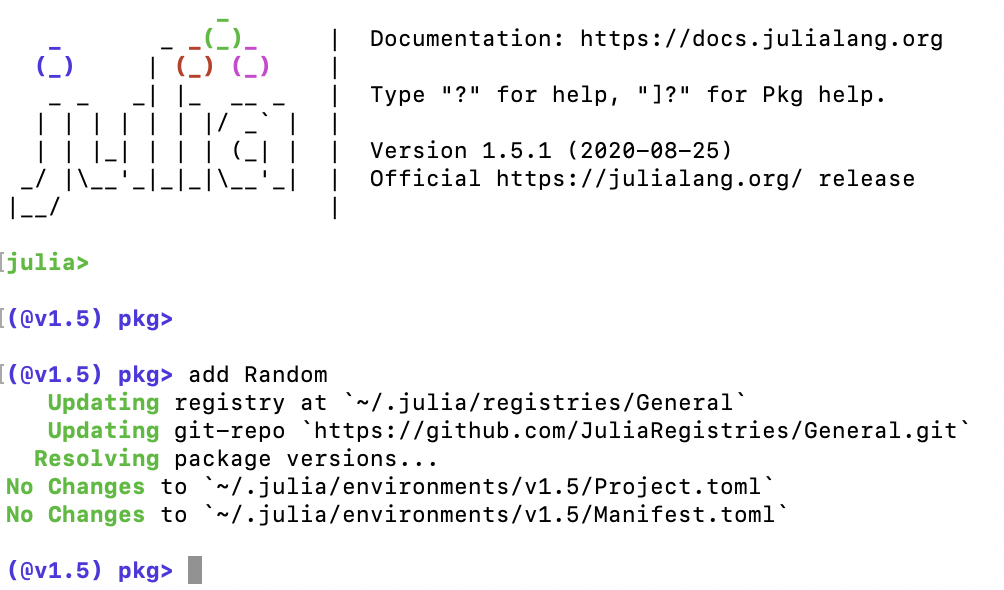 _
   _       _ _(_)_     |  Documentation: https://docs.julialang.org
  (_)     | (_) (_)    |
   _ _   _| |_  __ _   |  Type "?" for help, "]?" for Pkg help.
  | | | | | | |/ _` |  |
  | | |_| | | | (_| |  |  Version 1.5.1 (2020-08-25)
 _/ |\__'_|_|_|\__'_|  |  Official https://julialang.org/ release
|__/                   |
julia>
(@v1.5) pkg>
(@v1.5) pkg> add Random
   Updating registry at `~/.julia/registries/General`
   Updating git-repo `https://github.com/JuliaRegistries/General.git`
  Resolving package versions...
No Changes to `~/.julia/environments/v1.5/Project.toml`
No Changes to `~/.julia/environments/v1.5/Manifest.toml`
(@v1.5) pkg>